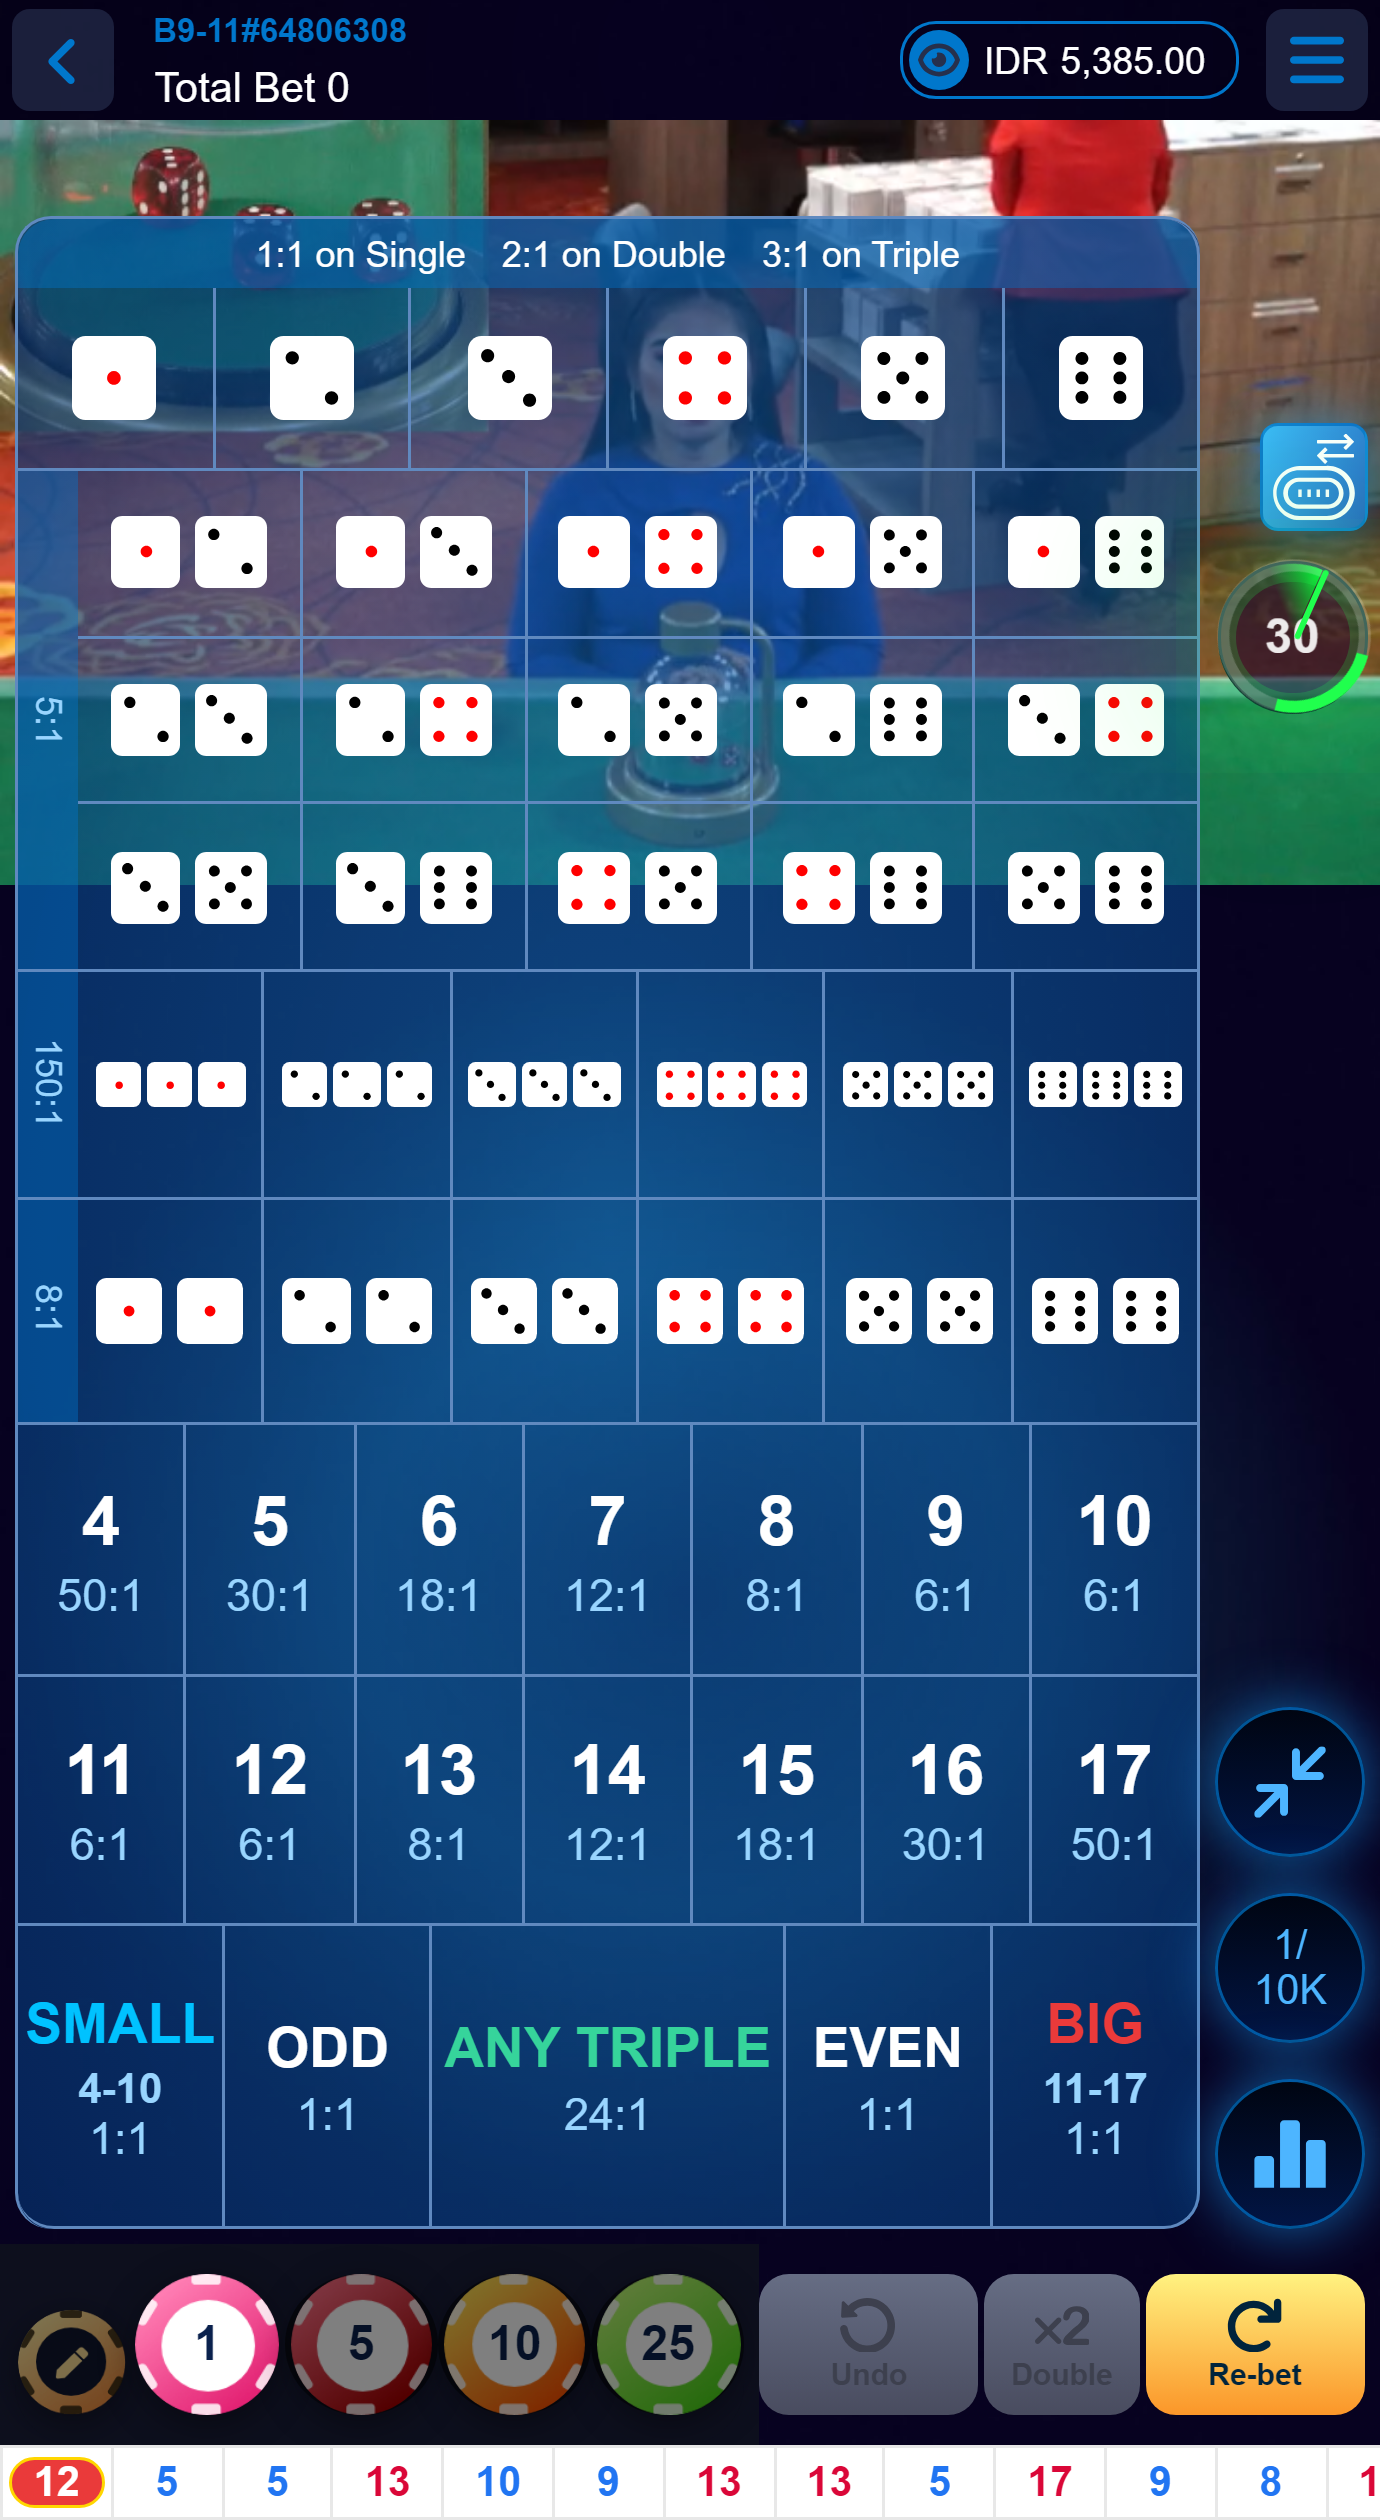 B9-11#64806308
Total Bet 0
IDR 5,385.00
1:1 on Single 2:1 on Double 3:1 on Triple
30
5:1
150:1
8:1
4 5 6 7 8 9 10
50:1 30:1 18:1 12:1 8:1 6:1 6:1
11 12 13 14 15 16 17
6:1 6:1 8:1 12:1 18:1 30:1 50:1
SMALL
4-10
1:1
ODD
1:1
ANY TRIPLE
24:1
EVEN
1:1
BIG
11-17
1:1
1/
10K
1 5 10 25
Undo
x2
Double
Re-bet
12 5 5 13 10 9 13 13 5 17 9 8